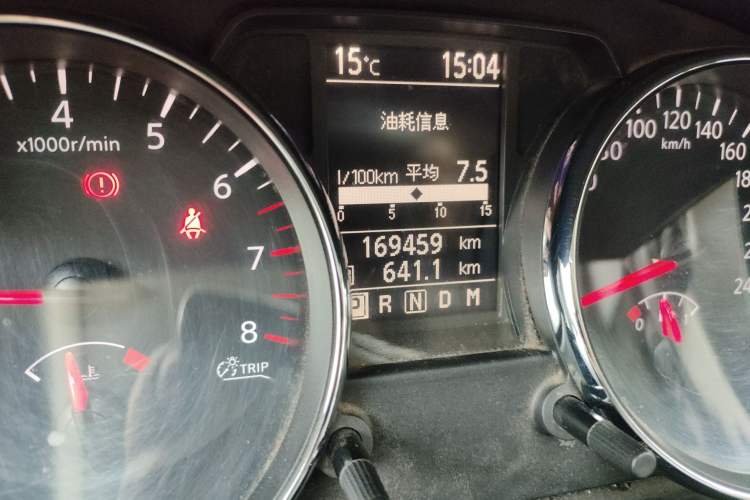 15°C 15:04
油耗信息
l/100km 平均 7.5
0 5 10 15
169459 km
641.1 km
P R N D M
4
5
6
7
8
x1000r/min
TRIP
100
120
140
160
km/h
0